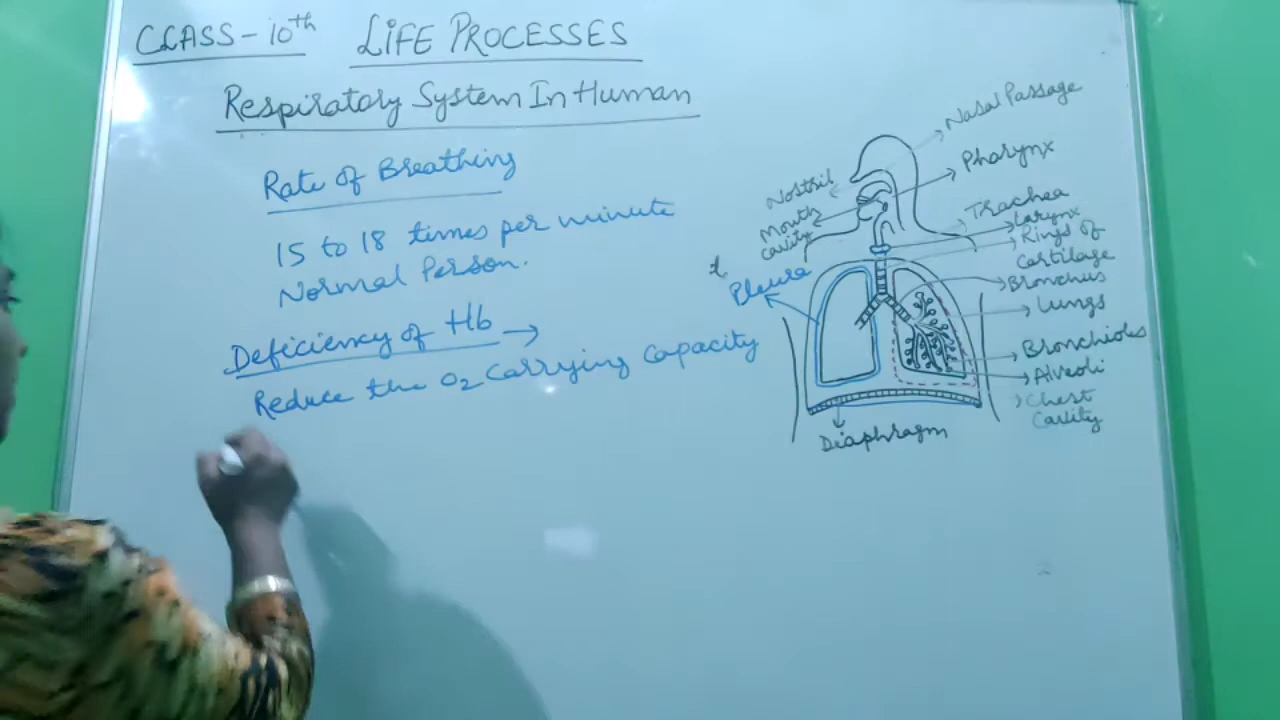 CLASS-10th LIFE PROCESSES
Respiratory System In Human
Rate of Breathing
15 to 18 times per minute
Normal Person.
Deficiency of Hb →
Reduce the O2 Carrying Capacity
Nasal Passage
Pharynx
Nostril
Mouth
cavity
Trachea
Larynx
Rings of
Cartilage
Bronchus
Pleura
Lungs
Bronchioles
Alveoli
Chest
Cavity
Diaphragm